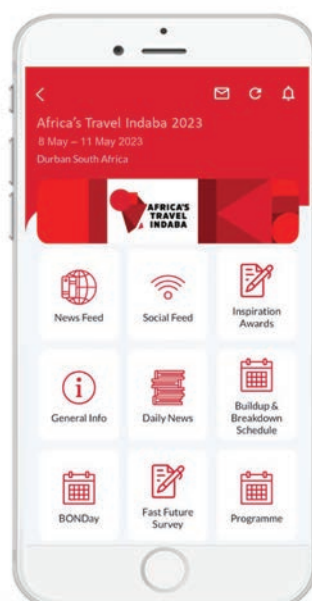 Africa's Travel Indaba 2023
8 May – 11 May 2023
Durban South Africa
AFRICA'S
TRAVEL
INDABA
News Feed
Social Feed
Inspiration
Awards
General Info
Daily News
Buildup &
Breakdown
Schedule
BONDay
Fast Future
Survey
Programme